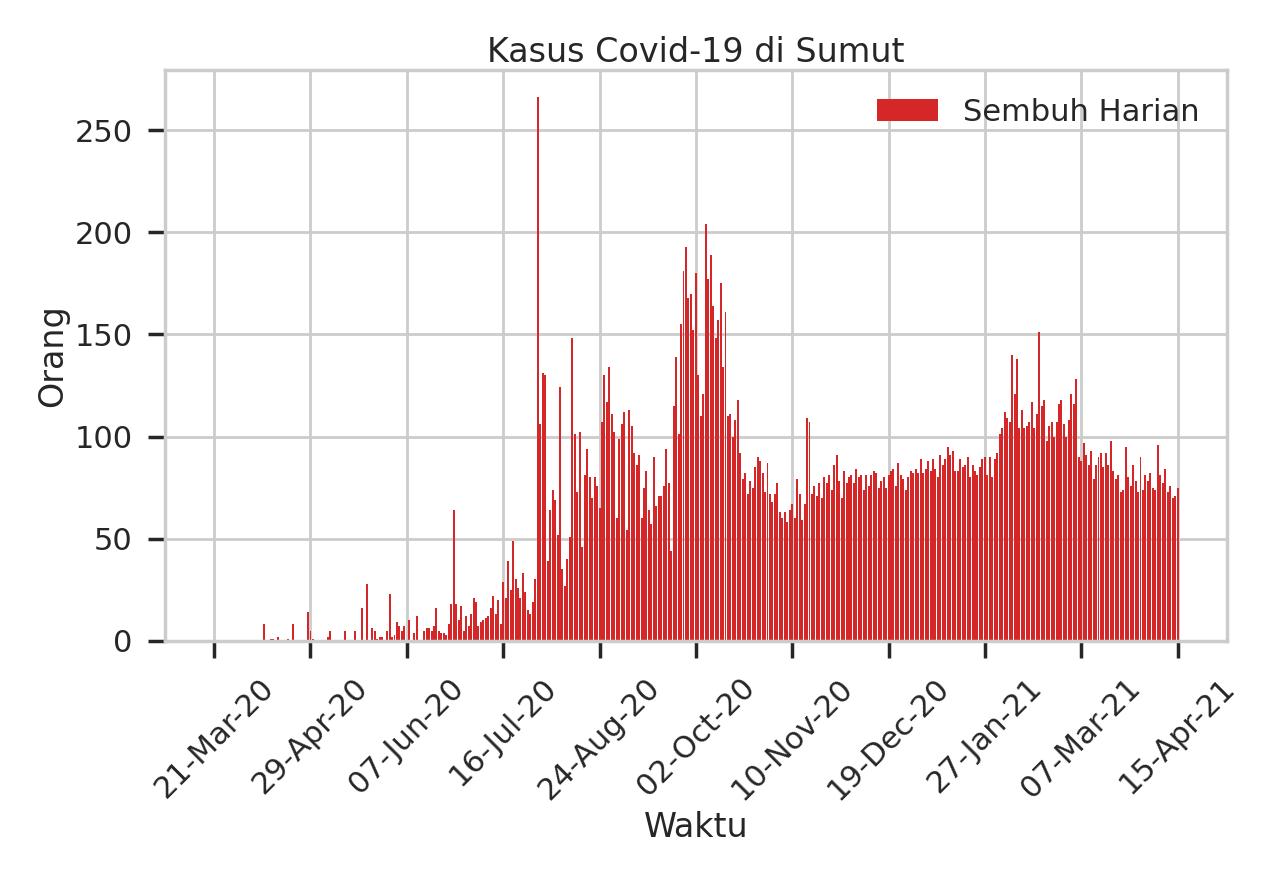 Kasus Covid-19 di Sumut
Sembuh Harian
Orang
250
200
150
100
50
0
21-Mar-20
29-Apr-20
07-Jun-20
16-Jul-20
24-Aug-20
02-Oct-20
10-Nov-20
19-Dec-20
27-Jan-21
07-Mar-21
15-Apr-21
Waktu